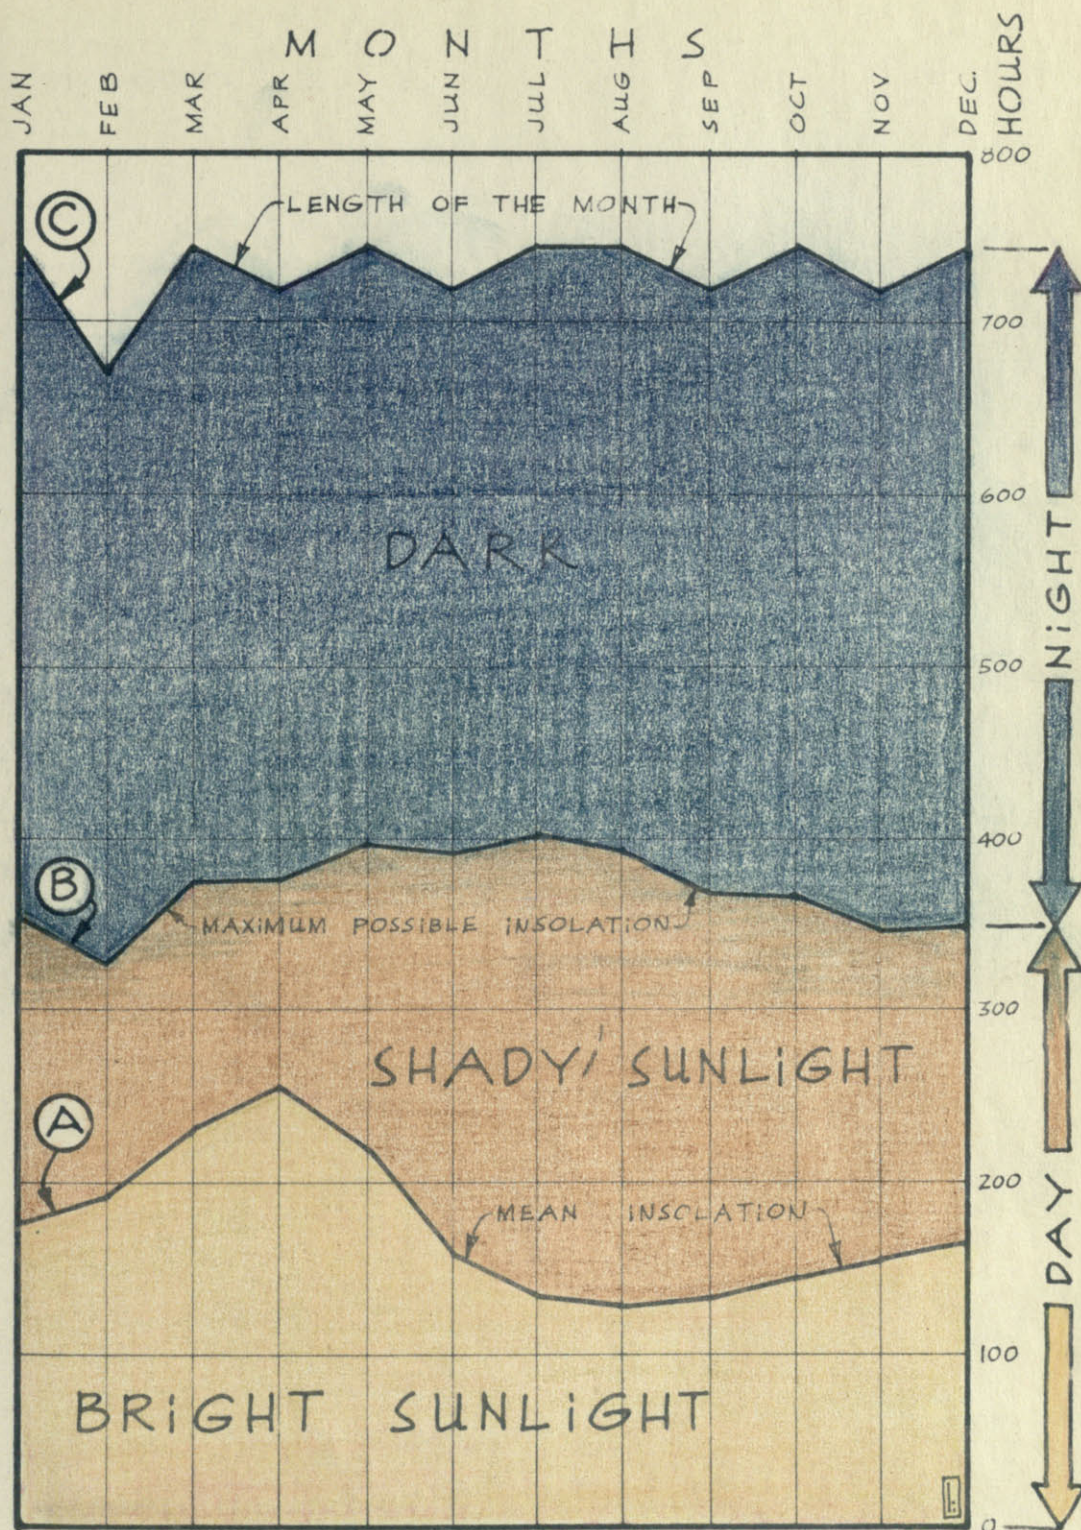 MONTHS
JAN FEB MAR APR MAY JUN JUL AUG SEP OCT NOV DEC. HOURS
800
C
LENGTH OF THE MONTH
700
600
DARK
NiGHT
500
400
B
MAXiMUM POSSIBLE iNSOLATiON
300
SHADY SUNLiGHT
A
200
MEAN iNSOLATiON
DAY
100
BRiGHT SUNLiGHT
0